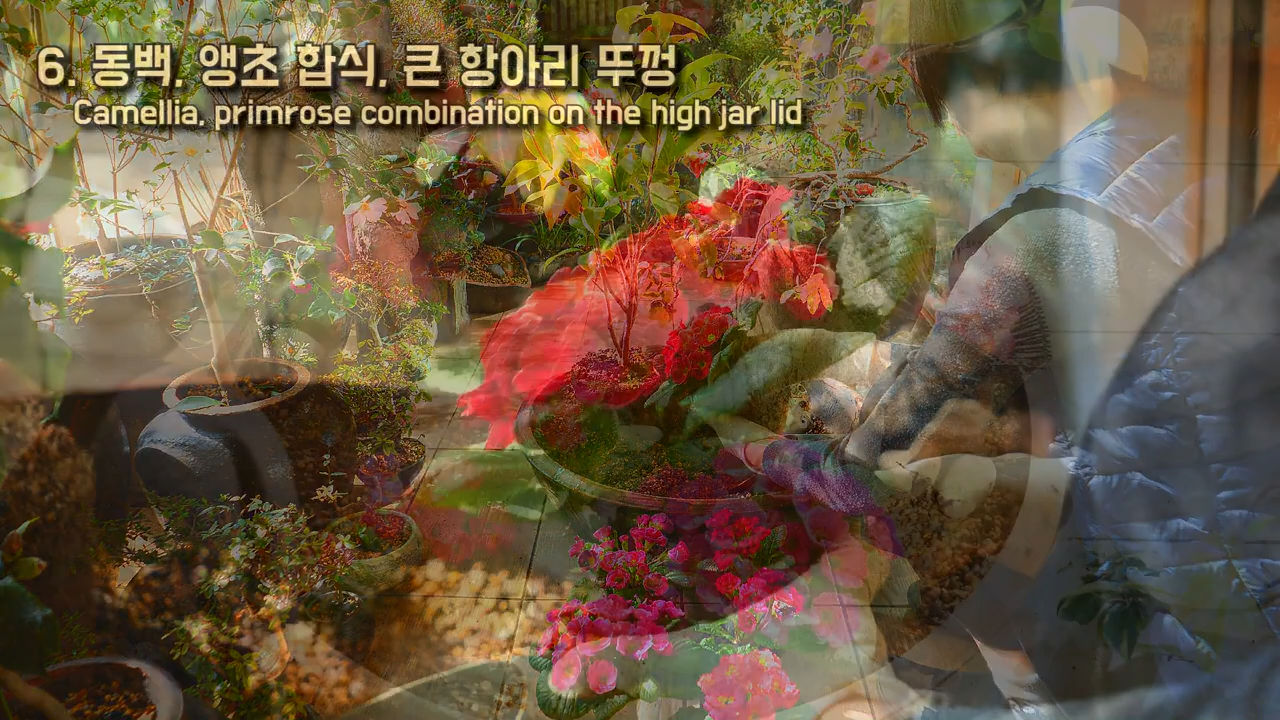 6. 동백, 앵초 합식, 큰 항아리 뚜껑
Camellia, primrose combination on the high jar lid